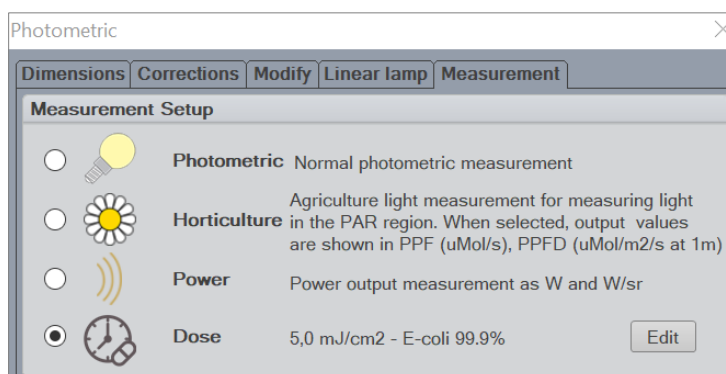 Photometric
Dimensions Corrections Modify Linear lamp Measurement
Measurement Setup
Photometric Normal photometric measurement
Agriculture light measurement for measuring light
Horticulture in the PAR region. When selected, output values
are shown in PPF (uMol/s), PPFD (uMol/m2/s at 1m)
Power Power output measurement as W and W/sr
Dose 5,0 mJ/cm2 - E-coli 99.9% Edit